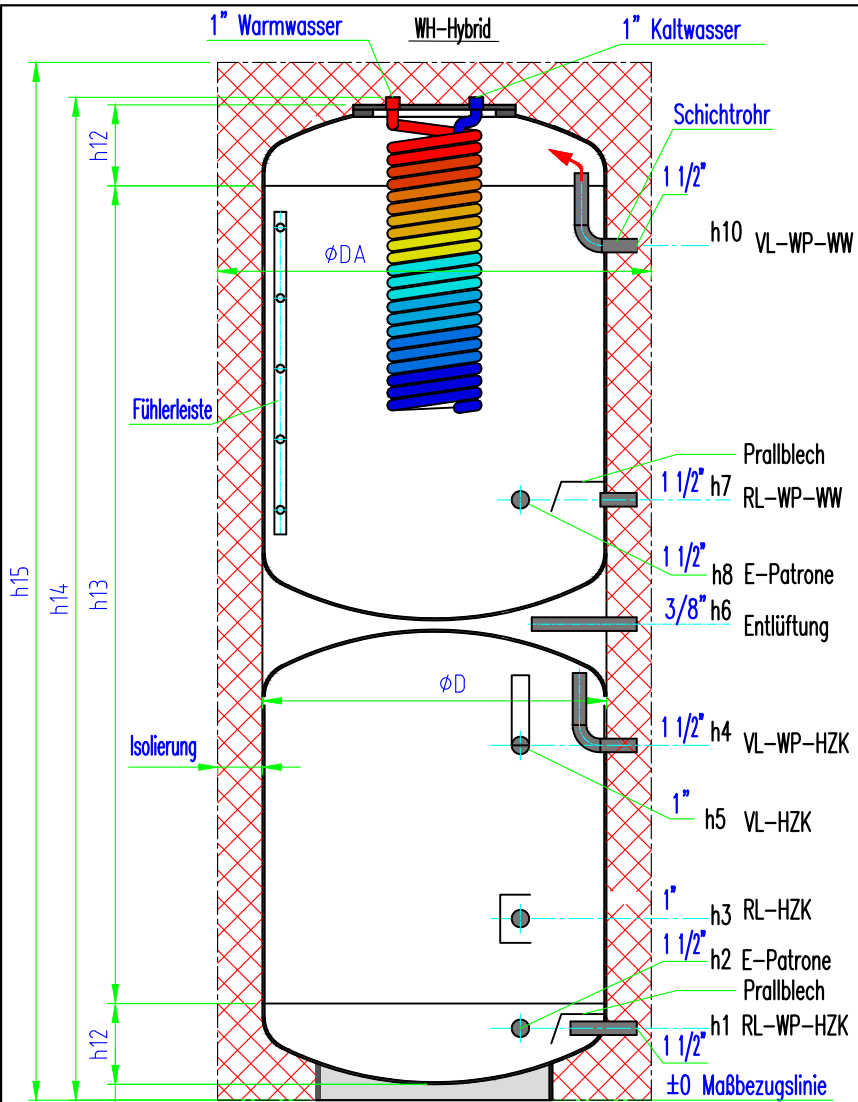 1” Warmwasser
WH-Hybrid
1” Kaltwasser
Schichtrohr
h12
1 1/2”
h10 VL-WP-WW
ϕDA
Fühlerleiste
Prallblech
1 1/2” h7 RL-WP-WW
1 1/2” h8 E-Patrone
3/8” h6 Entlüftung
h15
h14
h13
ϕD
1 1/2” h4 VL-WP-HZK
Isolierung
1” h5 VL-HZK
1” h3 RL-HZK
1 1/2” h2 E-Patrone
Prallblech
h1 RL-WP-HZK
h12
1 1/2”
±0 Maßbezugslinie